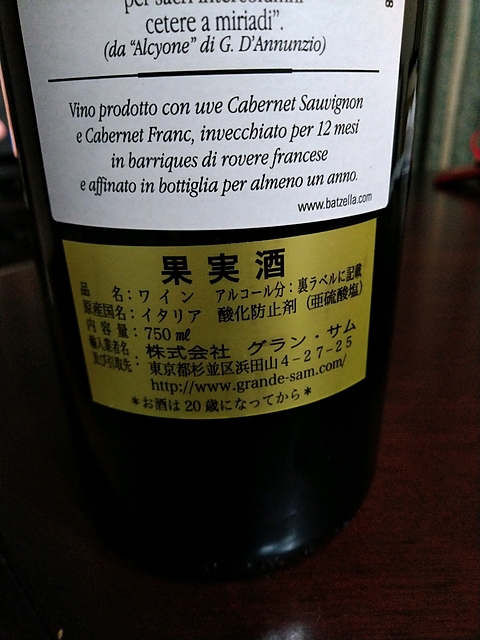 per sacri intercolumni
cetere a miriadi".
(da "Alcyone" di G. D'Annunzio)
Vino prodotto con uve Cabernet Sauvignon
e Cabernet Franc, invecchiato per 12 mesi
in barriques di rovere francese
e affinato in bottiglia per almeno un anno.
www.batzella.com
果実酒
品名:ワイン アルコール分:裏ラベルに記載
原産国名:イタリア 酸化防止剤(亜硫酸塩)
内容量:750㎖
輸入業者名及び引取先: 株式会社 グラン・サム
東京都杉並区浜田山4-27-25
http://www.grande-sam.com/
*お酒は20歳になってから*